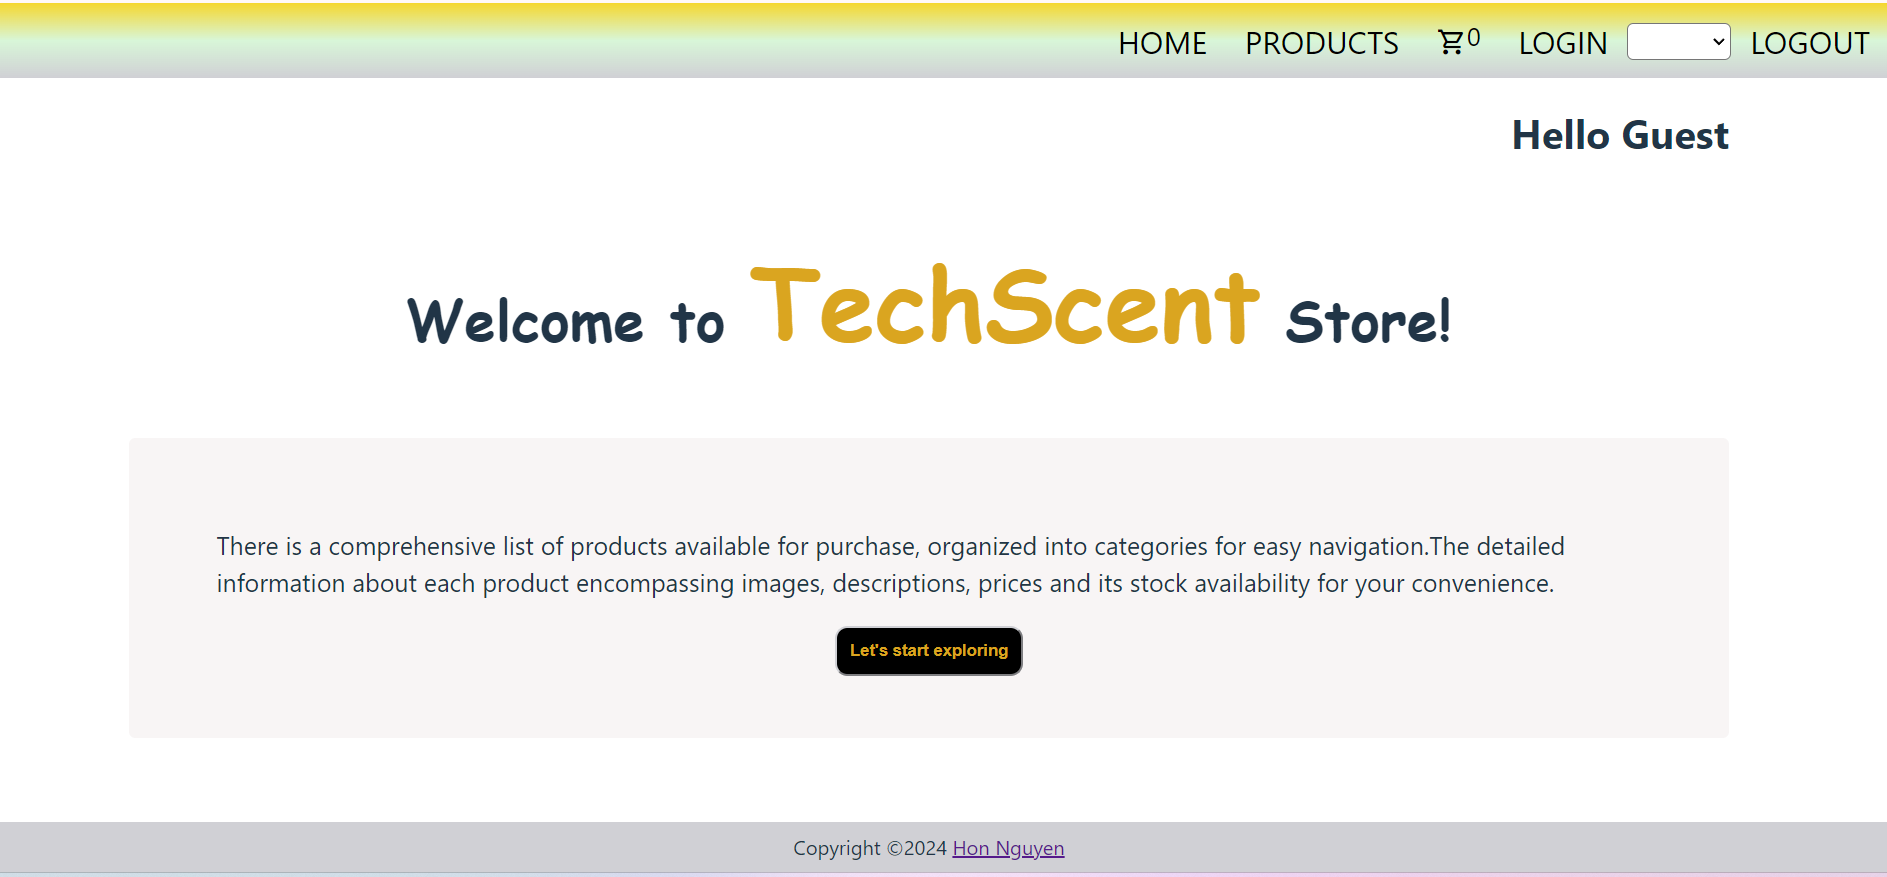 HOME PRODUCTS 0 LOGIN LOGOUT
Hello Guest
Welcome to TechScent Store!
There is a comprehensive list of products available for purchase, organized into categories for easy navigation.The detailed
information about each product encompassing images, descriptions, prices and its stock availability for your convenience.
Let's start exploring
Copyright ©2024 Hon Nguyen